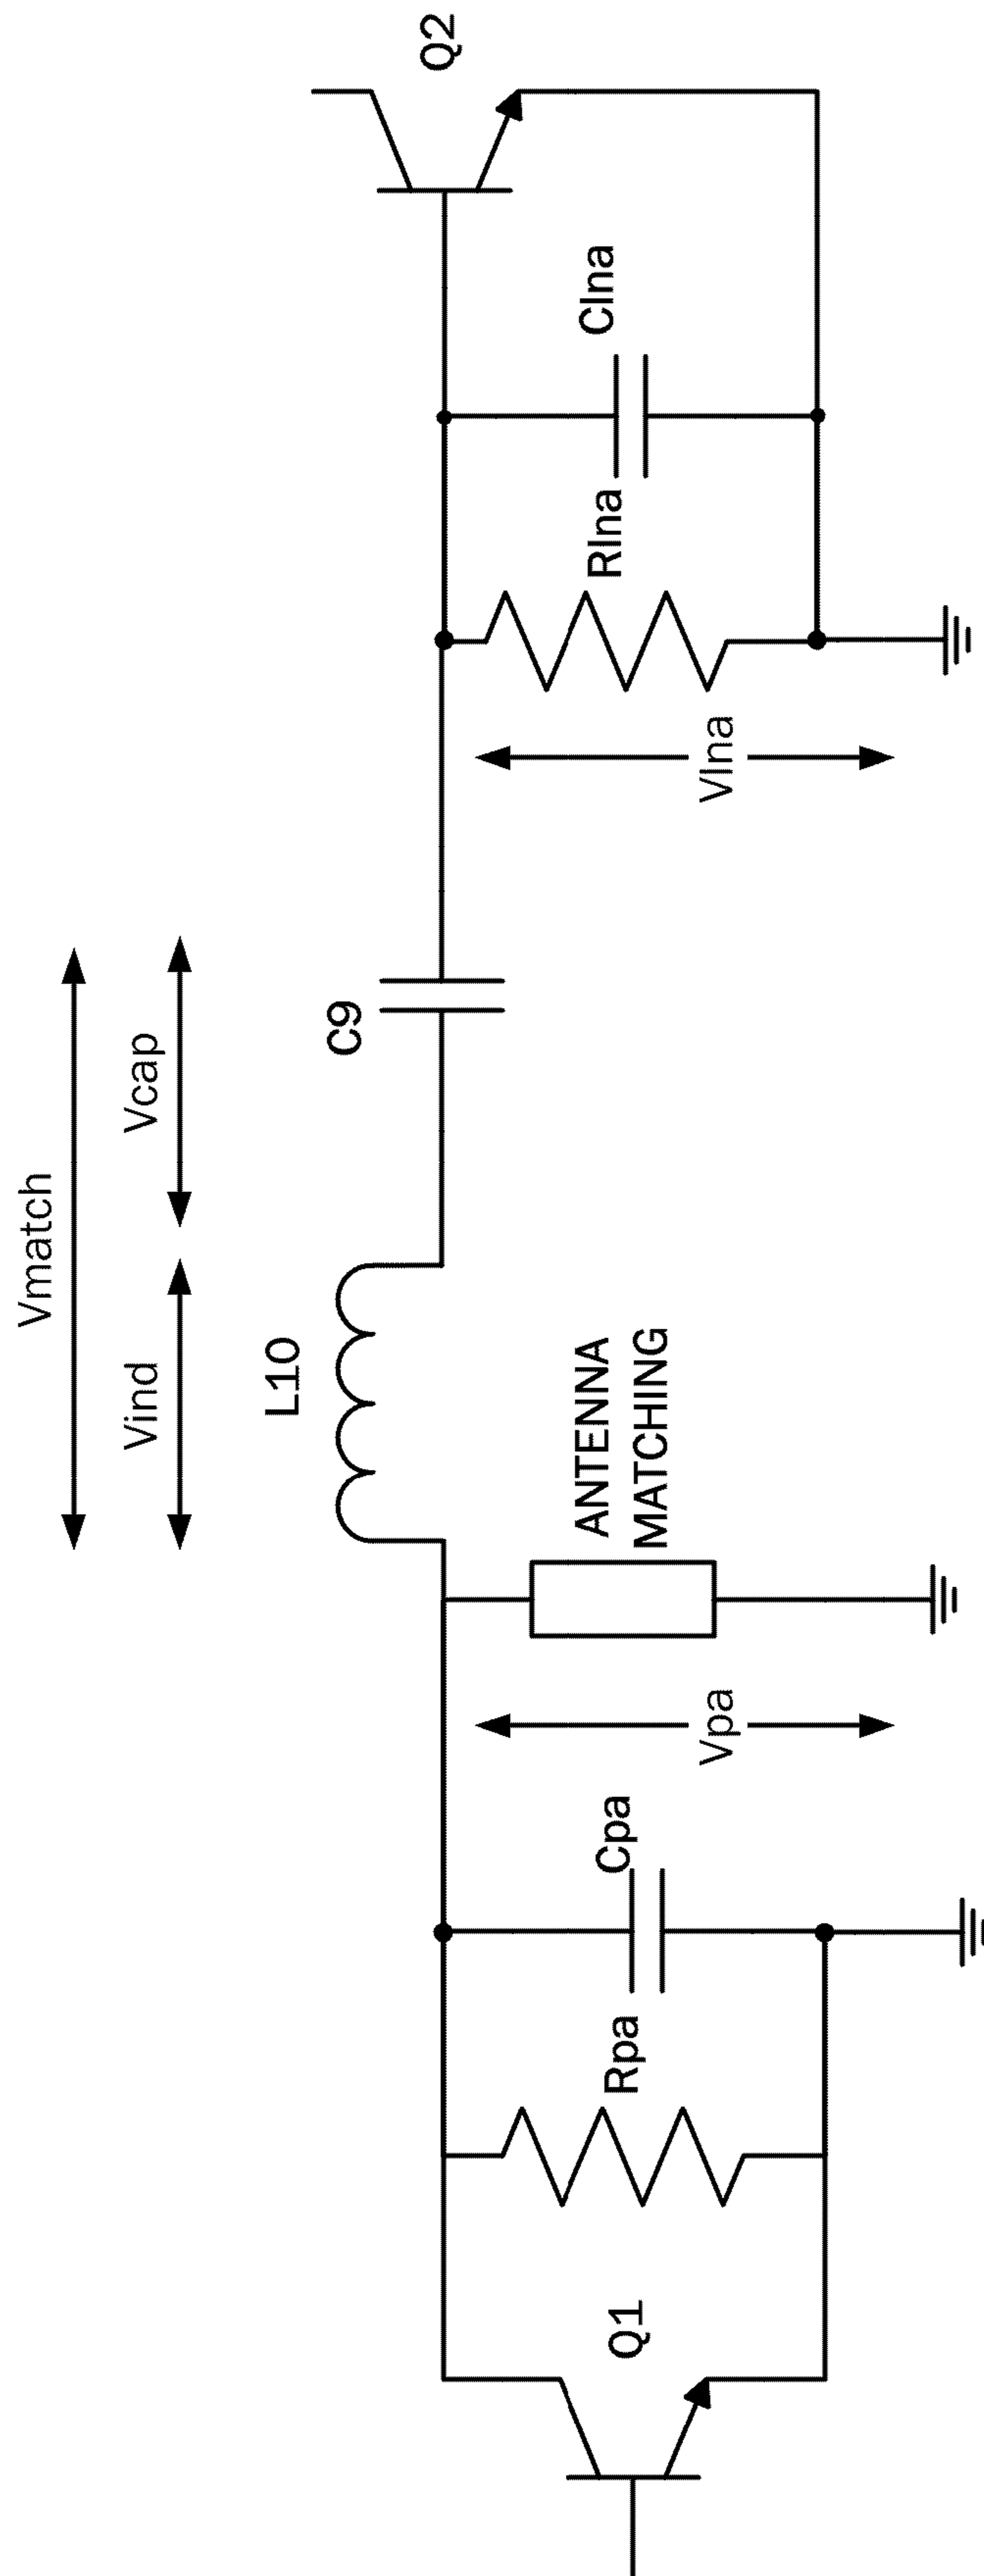 Vmatch
Vind
Vcap
L10
C9
Q1
Rpa
Cpa
Vpa
ANTENNA
MATCHING
Vlna
Rlna
Clna
Q2